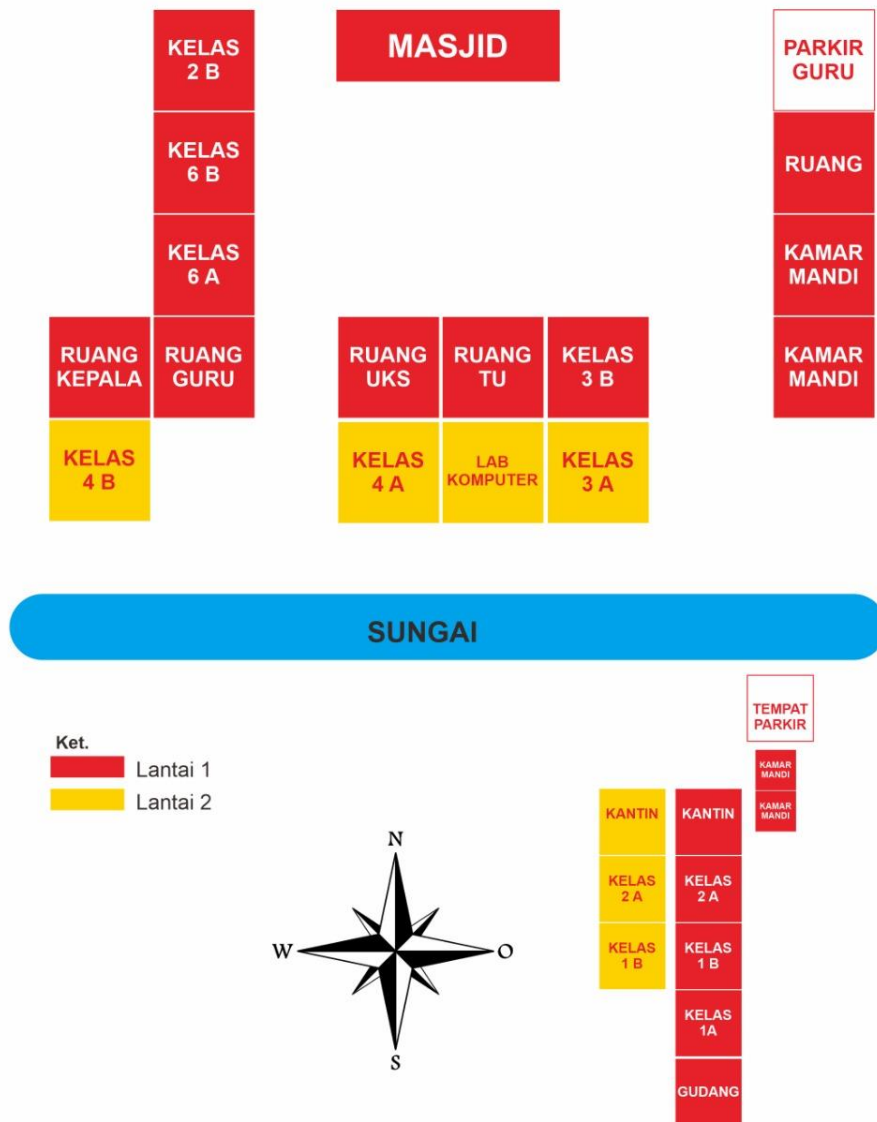 KELAS
2 B
MASJID
PARKIR
GURU
KELAS
6 B
RUANG
KELAS
6 A
KAMAR
MANDI
RUANG
KEPALA
RUANG
GURU
RUANG
UKS
RUANG
TU
KELAS
3 B
KAMAR
MANDI
KELAS
4 B
KELAS
4 A
LAB
KOMPUTER
KELAS
3 A
SUNGAI
TEMPAT
PARKIR
Ket.
Lantai 1
Lantai 2
KAMAR
MANDI
KAMAR
MANDI
KANTIN
KANTIN
KELAS
2 A
KELAS
2 A
KELAS
1 B
KELAS
1 B
KELAS
1A
GUDANG
N
W
O
S